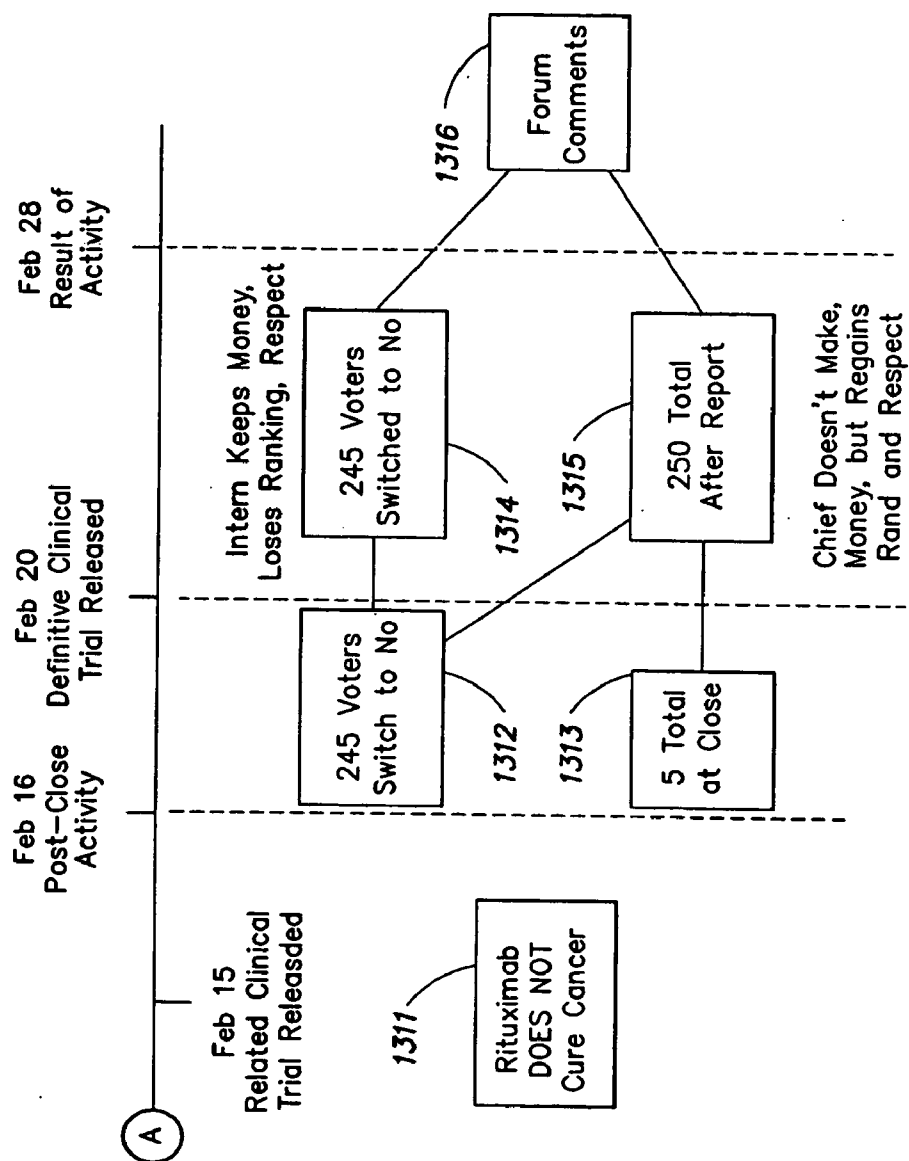 A
Feb 15
Related Clinical
Trial Releasded
Feb 16
Post-Close
Activity
Feb 20
Definitive Clinical
Trial Released
Feb 28
Result of
Activity
1311
Rituximab
DOES NOT
Cure Cancer
245 Voters
Switch to No
1312
1313
5 Total
at Close
Intern Keeps Money,
Loses Ranking, Respect
245 Voters
Switched to No
1314
1315
250 Total
After Report
Chief Doesn't Make,
Money, but Regains
Rand and Respect
1316
Forum
Comments